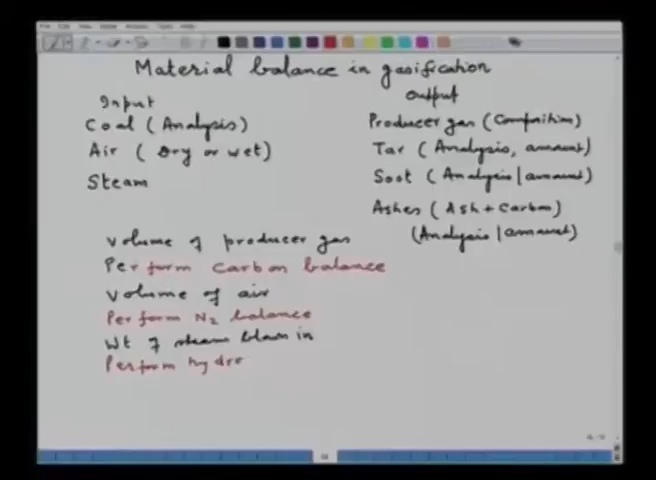 Material balance in gasification
Input
Coal (Analysis)
Air ( Dry or wet)
Steam
Output
Producer gas (Composition)
Tar (Analysis, amount)
Soot (Analysis | amount)
Ashes (Ash + Carbon)
(Analysis | amount)
Volume of producer gas
Perform Carbon balance
Volume of air
Perform N2 balance
Wt of steam blown in
Perform hydro